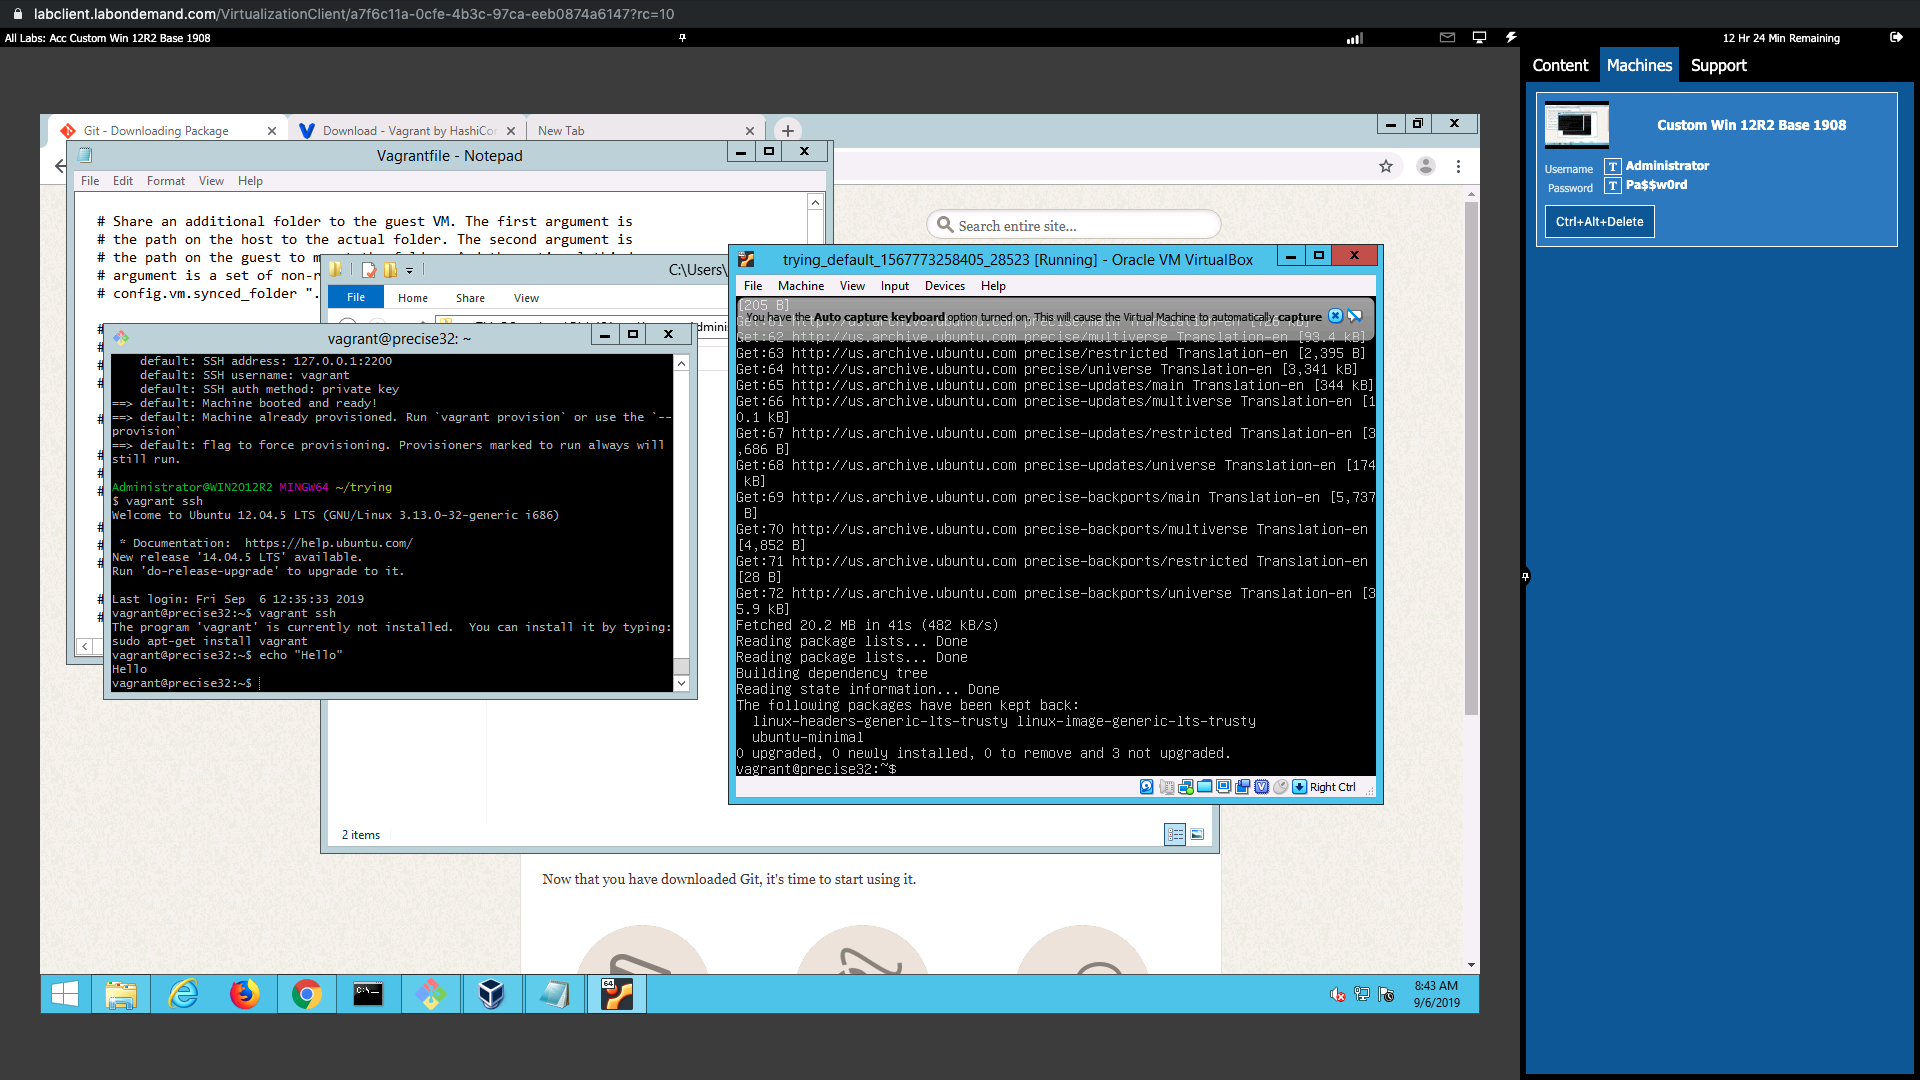 labclient.labondemand.com/VirtualizationClient/a7f6c11a-0cfe-4b3c-97ca-eeb0874a6147?rc=10
All Labs: Acc Custom Win 12R2 Base 1908
12 Hr 24 Min Remaining
Content Machines Support
Custom Win 12R2 Base 1908
Username T Administrator
Password T Pa$$w0rd
Ctrl+Alt+Delete
Git - Downloading Package
Download - Vagrant by HashiCor
New Tab
Search entire site...
Vagrantfile - Notepad
File Edit Format View Help
# Share an additional folder to the guest VM. The first argument is
# the path on the host to the actual folder. The second argument is
# the path on the guest to m
# argument is a set of non-r
# config.vm.synced_folder ".
C:\Users\
File Home Share View
2 items
vagrant@precise32: ~
default: SSH address: 127.0.0.1:2200
default: SSH username: vagrant
default: SSH auth method: private key
==> default: Machine booted and ready!
==> default: Machine already provisioned. Run `vagrant provision` or use the `--
provision`
==> default: flag to force provisioning. Provisioners marked to run always will
still run.
Administrator@WIN2012R2 MINGW64 ~/trying
$ vagrant ssh
Welcome to Ubuntu 12.04.5 LTS (GNU/Linux 3.13.0-32-generic i686)
* Documentation: https://help.ubuntu.com/
New release '14.04.5 LTS' available.
Run 'do-release-upgrade' to upgrade to it.
Last login: Fri Sep 6 12:35:33 2019
vagrant@precise32:~$ vagrant ssh
The program 'vagrant' is currently not installed. You can install it by typing:
sudo apt-get install vagrant
vagrant@precise32:~$ echo "Hello"
Hello
vagrant@precise32:~$
trying_default_1567773258405_28523 [Running] - Oracle VM VirtualBox
File Machine View Input Devices Help
[205 B]
You have the Auto capture keyboard option turned on. This will cause the Virtual Machine to automatically capture
Get:62 http://us.archive.ubuntu.com precise/multiverse Translation-en [93.4 kB]
Get:63 http://us.archive.ubuntu.com precise/restricted Translation-en [2,395 B]
Get:64 http://us.archive.ubuntu.com precise/universe Translation-en [3,341 kB]
Get:65 http://us.archive.ubuntu.com precise-updates/main Translation-en [344 kB]
Get:66 http://us.archive.ubuntu.com precise-updates/multiverse Translation-en [1
0.1 kB]
Get:67 http://us.archive.ubuntu.com precise-updates/restricted Translation-en [3
,686 B]
Get:68 http://us.archive.ubuntu.com precise-updates/universe Translation-en [174
kB]
Get:69 http://us.archive.ubuntu.com precise-backports/main Translation-en [5,737
B]
Get:70 http://us.archive.ubuntu.com precise-backports/multiverse Translation-en
[4,852 B]
Get:71 http://us.archive.ubuntu.com precise-backports/restricted Translation-en
[28 B]
Get:72 http://us.archive.ubuntu.com precise-backports/universe Translation-en [3
5.9 kB]
Fetched 20.2 MB in 41s (482 kB/s)
Reading package lists... Done
Reading package lists... Done
Building dependency tree
Reading state information... Done
The following packages have been kept back:
linux-headers-generic-lts-trusty linux-image-generic-lts-trusty
ubuntu-minimal
0 upgraded, 0 newly installed, 0 to remove and 3 not upgraded.
vagrant@precise32:~$
Right Ctrl
Now that you have downloaded Git, it's time to start using it.
8:43 AM
9/6/2019